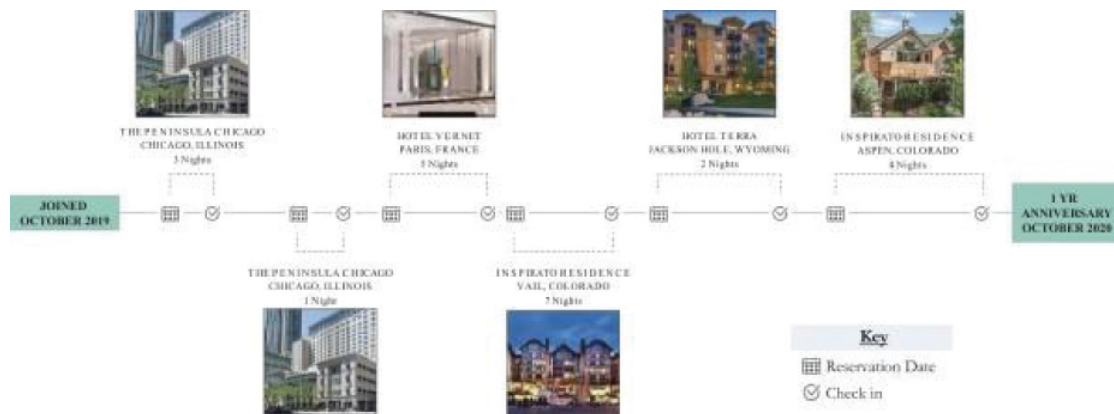 THE PENINSULA CHICAGO
CHICAGO, ILLINOIS
3 Nights
HOTEL VERNET
PARIS, FRANCE
5 Nights
HOTEL TERRA
JACKSON HOLE, WYOMING
2 Nights
INSPIRATO RESIDENCE
ASPEN, COLORADO
4 Nights
JOINED
OCTOBER 2019
1 YR
ANNIVERSARY
OCTOBER 2020
THE PENINSULA CHICAGO
CHICAGO, ILLINOIS
1 Night
INSPIRATO RESIDENCE
VAIL, COLORADO
7 Nights
Key
Reservation Date
Check in